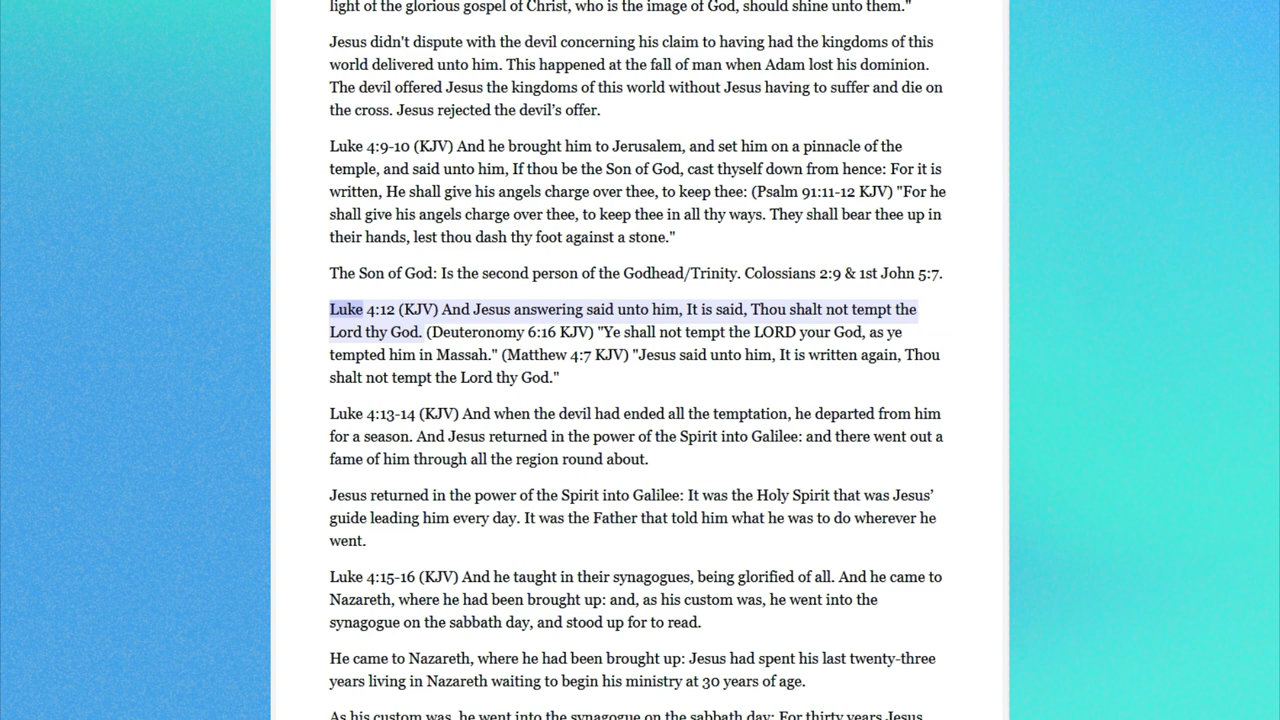 light of the glorious gospel of Christ, who is the image of God, should shine unto them."
Jesus didn't dispute with the devil concerning his claim to having had the kingdoms of this
world delivered unto him. This happened at the fall of man when Adam lost his dominion.
The devil offered Jesus the kingdoms of this world without Jesus having to suffer and die on
the cross. Jesus rejected the devil’s offer.
Luke 4:9-10 (KJV) And he brought him to Jerusalem, and set him on a pinnacle of the
temple, and said unto him, If thou be the Son of God, cast thyself down from hence: For it is
written, He shall give his angels charge over thee, to keep thee: (Psalm 91:11-12 KJV) "For he
shall give his angels charge over thee, to keep thee in all thy ways. They shall bear thee up in
their hands, lest thou dash thy foot against a stone."
The Son of God: Is the second person of the Godhead/Trinity. Colossians 2:9 & 1st John 5:7.
Luke 4:12 (KJV) And Jesus answering said unto him, It is said, Thou shalt not tempt the
Lord thy God. (Deuteronomy 6:16 KJV) "Ye shall not tempt the LORD your God, as ye
tempted him in Massah." (Matthew 4:7 KJV) "Jesus said unto him, It is written again, Thou
shalt not tempt the Lord thy God."
Luke 4:13-14 (KJV) And when the devil had ended all the temptation, he departed from him
for a season. And Jesus returned in the power of the Spirit into Galilee: and there went out a
fame of him through all the region round about.
Jesus returned in the power of the Spirit into Galilee: It was the Holy Spirit that was Jesus’
guide leading him every day. It was the Father that told him what he was to do wherever he
went.
Luke 4:15-16 (KJV) And he taught in their synagogues, being glorified of all. And he came to
Nazareth, where he had been brought up: and, as his custom was, he went into the
synagogue on the sabbath day, and stood up for to read.
He came to Nazareth, where he had been brought up: Jesus had spent his last twenty-three
years living in Nazareth waiting to begin his ministry at 30 years of age.
As his custom was, he went into the synagogue on the sabbath day: For thirty years Jesus